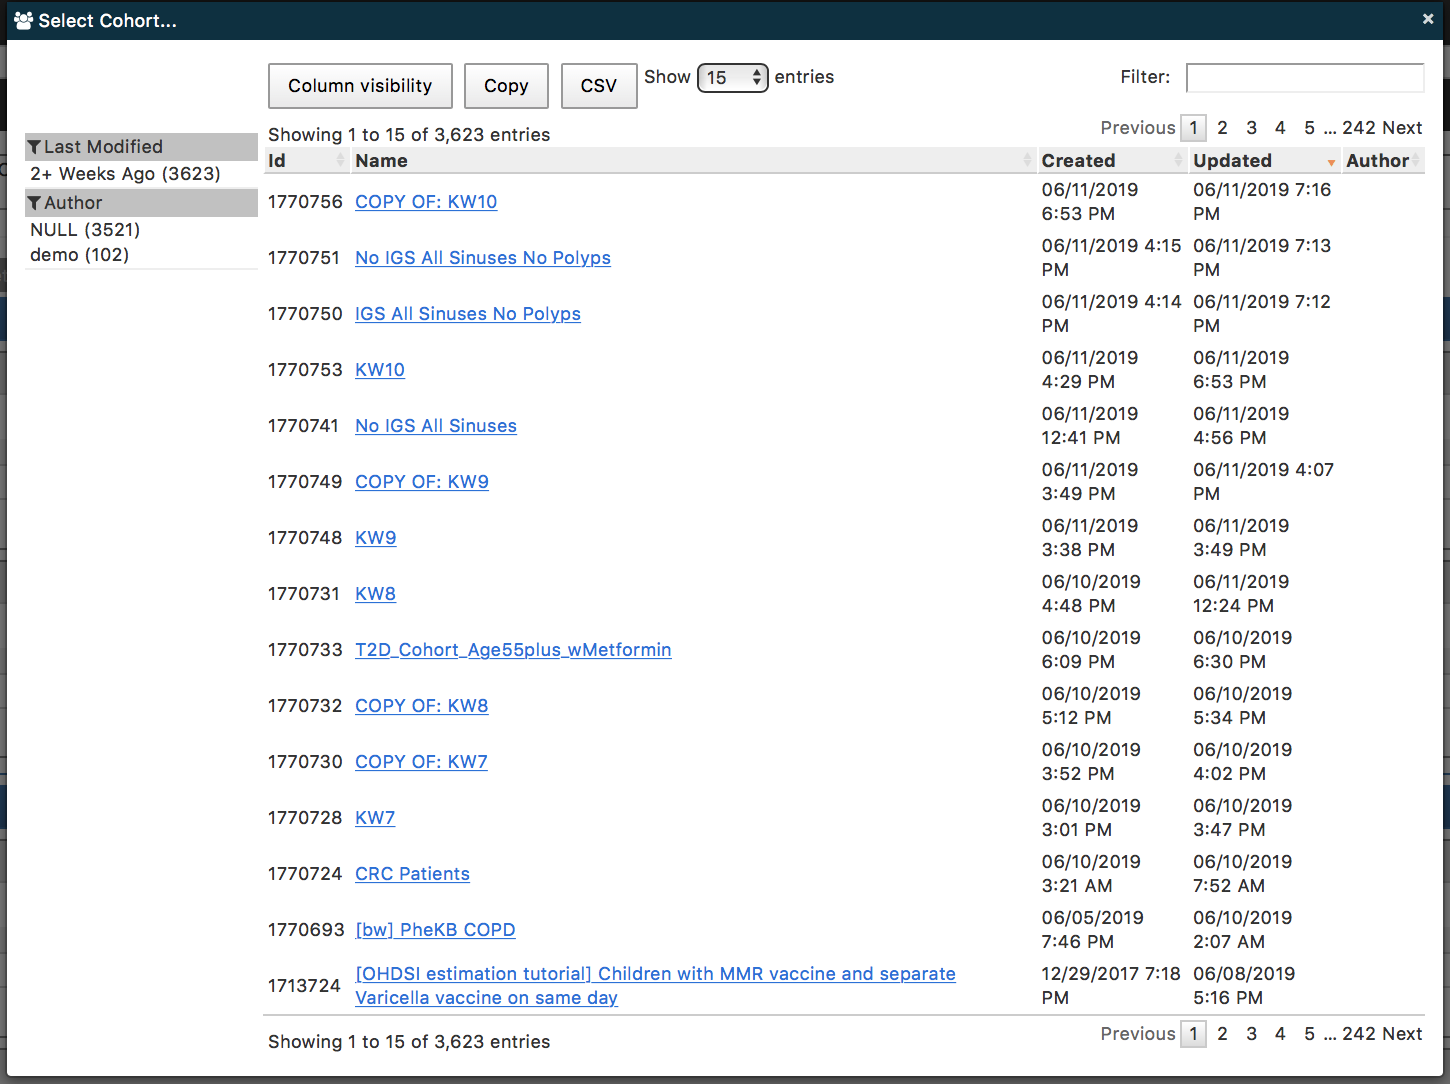 Select Cohort...
×
Column visibility Copy CSV Show 15 entries Filter:
Showing 1 to 15 of 3,623 entries
Previous 1 2 3 4 5 ... 242 Next
Last Modified
2+ Weeks Ago (3623)
Author
NULL (3521)
demo (102)
Id Name Created Updated Author
1770756 COPY OF: KW10 06/11/2019 06/11/2019 7:16
6:53 PM PM
1770751 No IGS All Sinuses No Polyps 06/11/2019 4:15 06/11/2019 7:13
PM PM
1770750 IGS All Sinuses No Polyps 06/11/2019 4:14 06/11/2019 7:12
PM PM
1770753 KW10 06/11/2019 06/11/2019
4:29 PM 6:53 PM
1770741 No IGS All Sinuses 06/11/2019 06/11/2019
12:41 PM 4:56 PM
1770749 COPY OF: KW9 06/11/2019 06/11/2019 4:07
3:49 PM PM
1770748 KW9 06/11/2019 06/11/2019
3:38 PM 3:49 PM
1770731 KW8 06/10/2019 06/11/2019
4:48 PM 12:24 PM
1770733 T2D_Cohort_Age55plus_wMetformin 06/10/2019 06/10/2019
6:09 PM 6:30 PM
1770732 COPY OF: KW8 06/10/2019 06/10/2019
5:12 PM 5:34 PM
1770730 COPY OF: KW7 06/10/2019 06/10/2019
3:52 PM 4:02 PM
1770728 KW7 06/10/2019 06/10/2019
3:01 PM 3:47 PM
1770724 CRC Patients 06/10/2019 06/10/2019
3:21 AM 7:52 AM
1770693 [bw] PheKB COPD 06/05/2019 06/10/2019
7:46 PM 2:07 AM
1713724 [OHDSI estimation tutorial] Children with MMR vaccine and separate 12/29/2017 7:18 06/08/2019
Varicella vaccine on same day PM 5:16 PM
Showing 1 to 15 of 3,623 entries
Previous 1 2 3 4 5 ... 242 Next